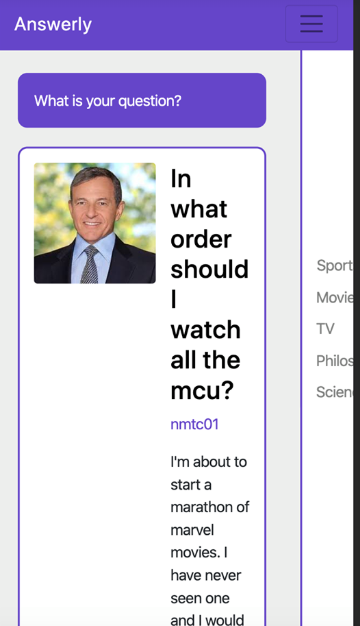 Answerly
What is your question?
In
what
order
should
I
watch
all the
mcu?
nmtc01
I'm about to
start a
marathon of
marvel
movies. I
have never
seen one
and I would
Sport
Movie
TV
Philos
Scien